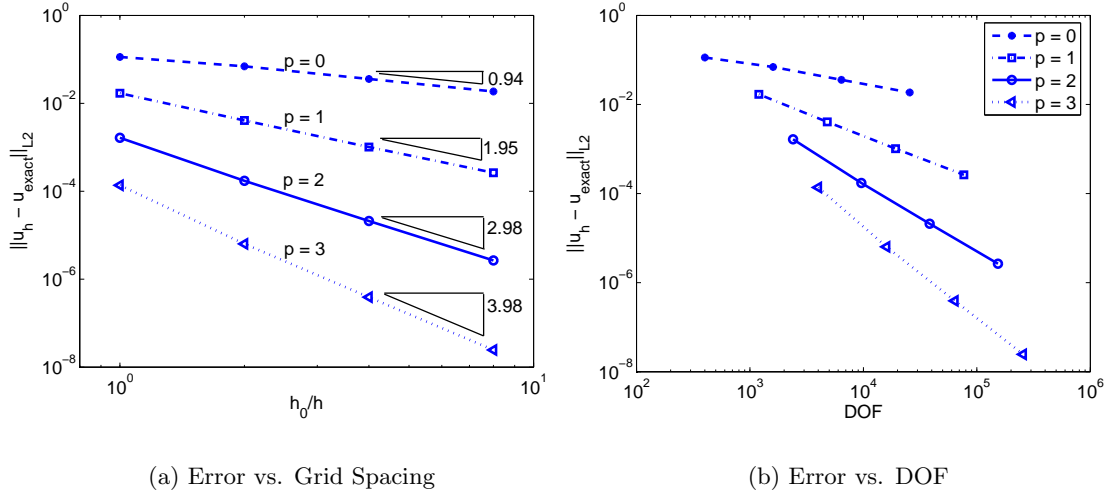 10^0
10^−2
10^−4
10^−6
10^−8
||u_h − u_exact||_L2
p = 0
p = 1
p = 2
p = 3
0.94
1.95
2.98
3.98
10^0
10^1
h_0/h
(a) Error vs. Grid Spacing
10^0
10^−2
10^−4
10^−6
10^−8
||u_h − u_exact||_L2
p = 0
p = 1
p = 2
p = 3
10^2
10^3
10^4
10^5
10^6
DOF
(b) Error vs. DOF